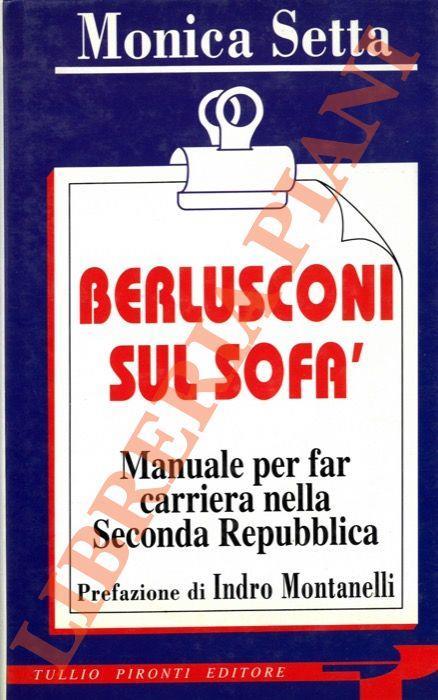 Monica Setta
BERLUSCONI
SUL SOFA'
Manuale per far
carriera nella
Seconda Repubblica
Prefazione di Indro Montanelli
TULLIO PIRONTI EDITORE
LIBRERIA PIANI